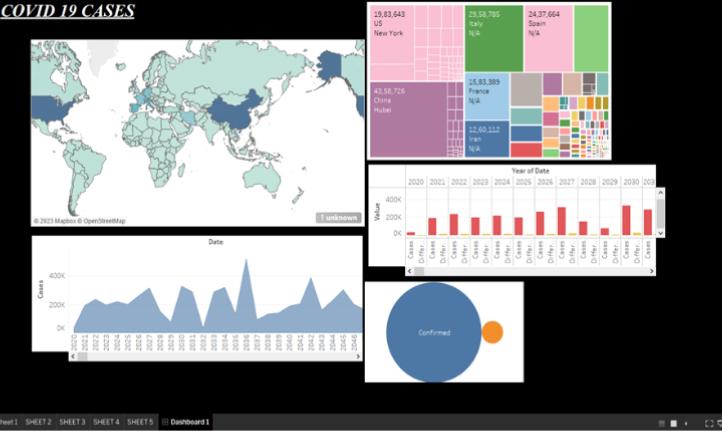 COVID 19 CASES
© 2023 Mapbox © OpenStreetMap
1 unknown
19,83,643
US
New York
29,58,785
Italy
N/A
24,37,664
Spain
N/A
43,58,726
China
Hubei
15,83,389
France
N/A
12,60,112
Iran
N/A
Year of Date
2020 2021 2022 2023 2024 2025 2026 2027 2028 2029 2030 203
Value
400K
200K
0K
Cases Differ.. Cases Differ.. Cases Differ.. Cases Differ.. Cases Differ.. Cases Differ.. Cases Differ.. Cases Differ.. Cases Differ.. Cases Differ.. Cases Differ.. Cases
Date
Cases
400K
200K
0K
2020 2021 2022 2023 2024 2025 2026 2027 2028 2029 2030 2031 2032 2033 2034 2035 2036 2037 2038 2039 2040 2041 2042 2043 2044 2045 2046
Confirmed
heet1 SHEET 2 SHEET 3 SHEET 4 SHEET 5 Dashboard 1